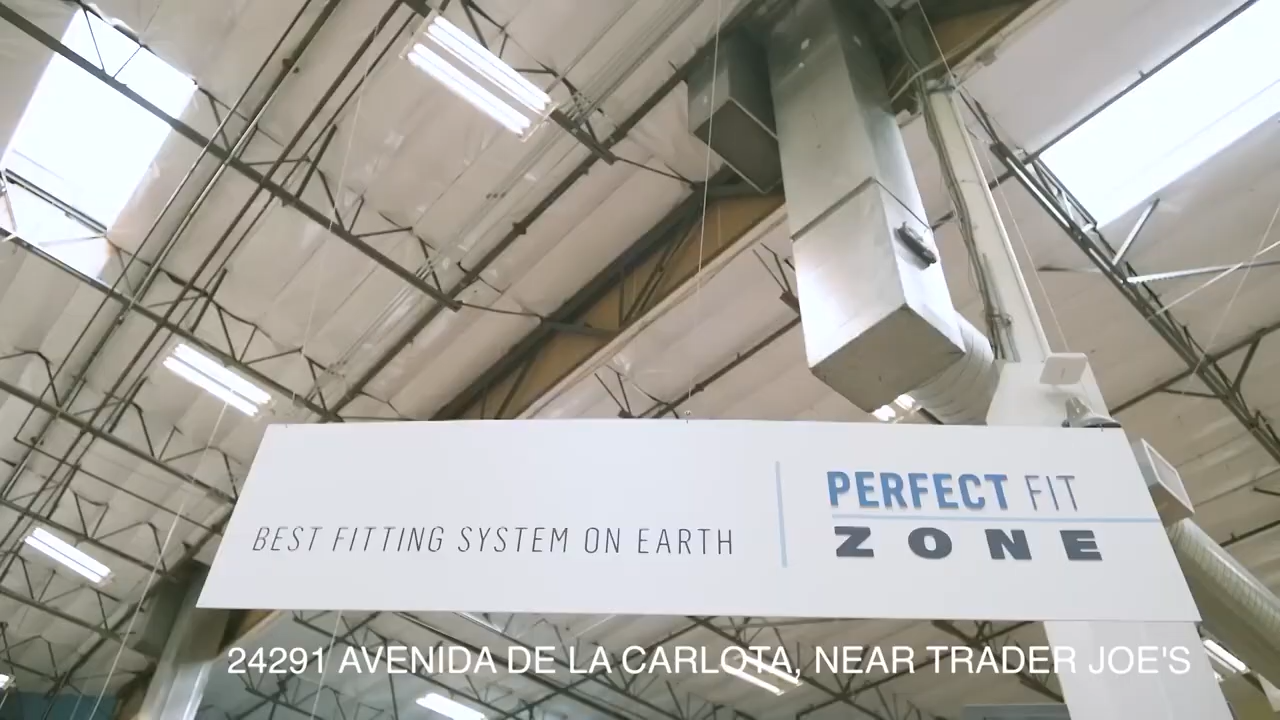 BEST FITTING SYSTEM ON EARTH
PERFECT FIT
ZONE
24291 AVENIDA DE LA CARLOTA, NEAR TRADER JOE'S